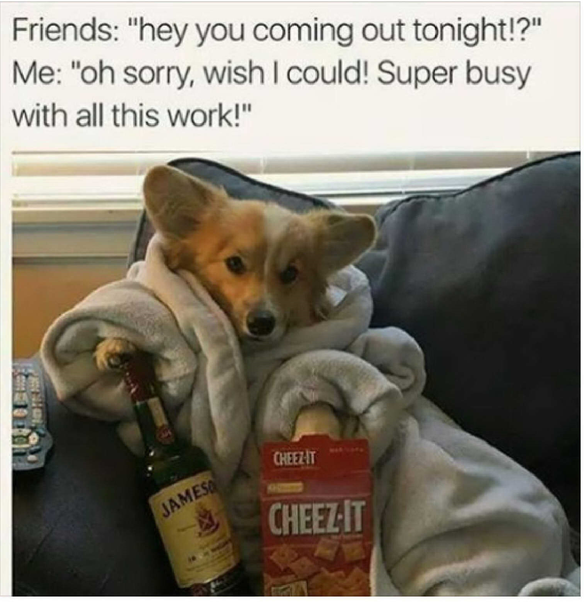 Friends: "hey you coming out tonight!?"
Me: "oh sorry, wish I could! Super busy
with all this work!"
CHEEZ-IT
JAMESO
CHEEZ-IT